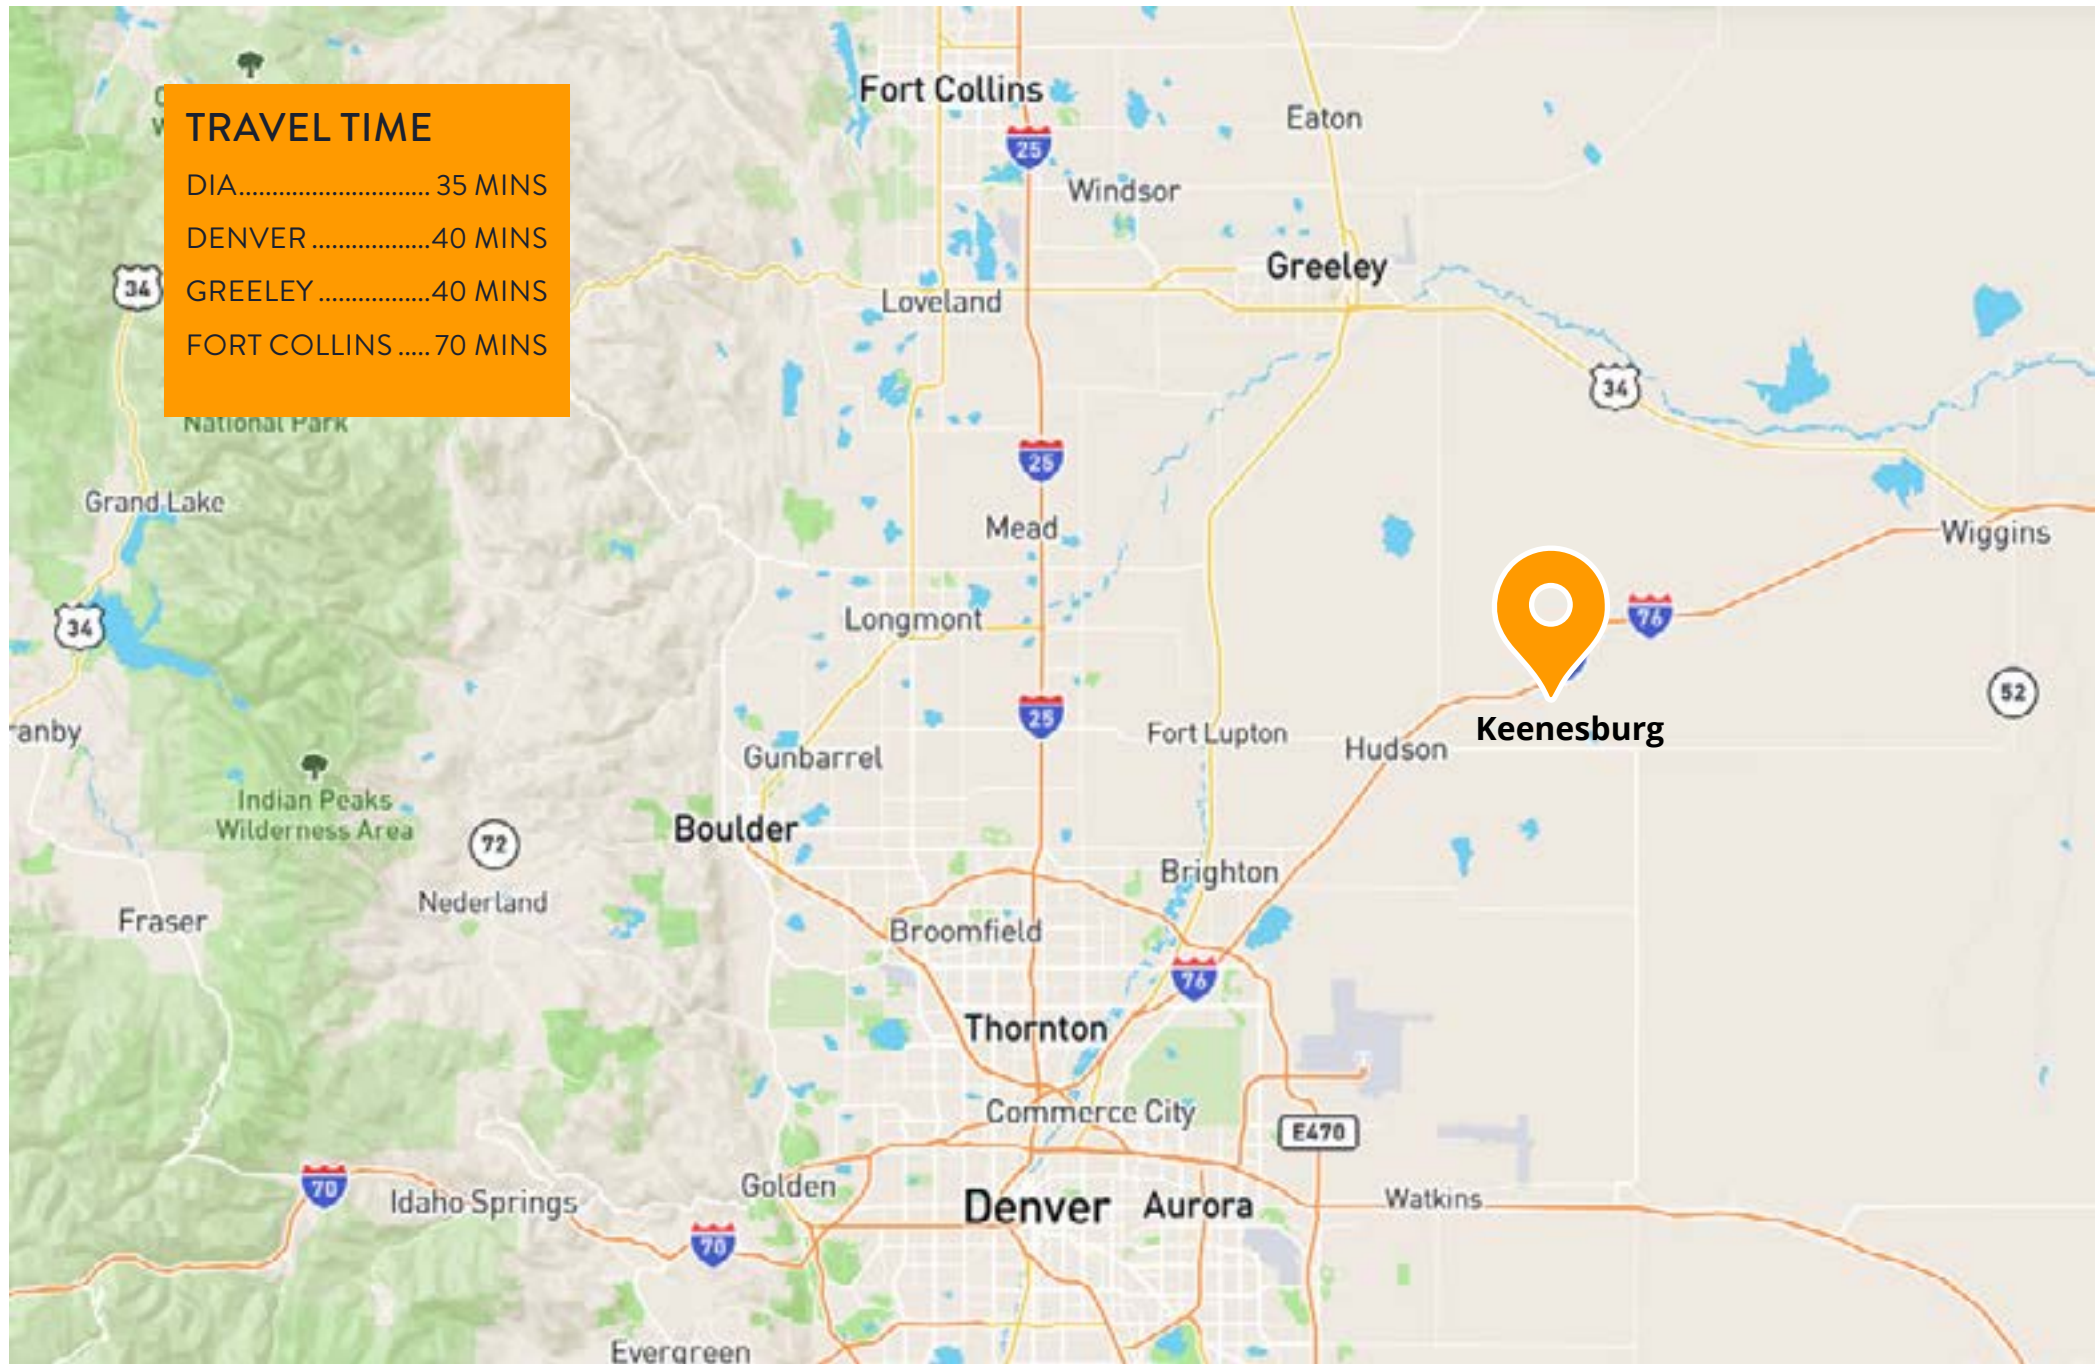 TRAVEL TIME
DIA............................ 35 MINS
DENVER ..................40 MINS
GREELEY .................40 MINS
FORT COLLINS ..... 70 MINS
National Park
Fort Collins
25
Eaton
Windsor
34
Greeley
Loveland
34
25
Grand Lake
Mead
Wiggins
76
Longmont
34
52
25
ranby
Fort Lupton
Hudson
Keenesburg
Gunbarrel
Indian Peaks
Wilderness Area
72
Boulder
Brighton
Nederland
Fraser
Broomfield
76
Thornton
Commerce City
E470
70
Idaho Springs
Golden
Denver
Aurora
Watkins
70
Evergreen